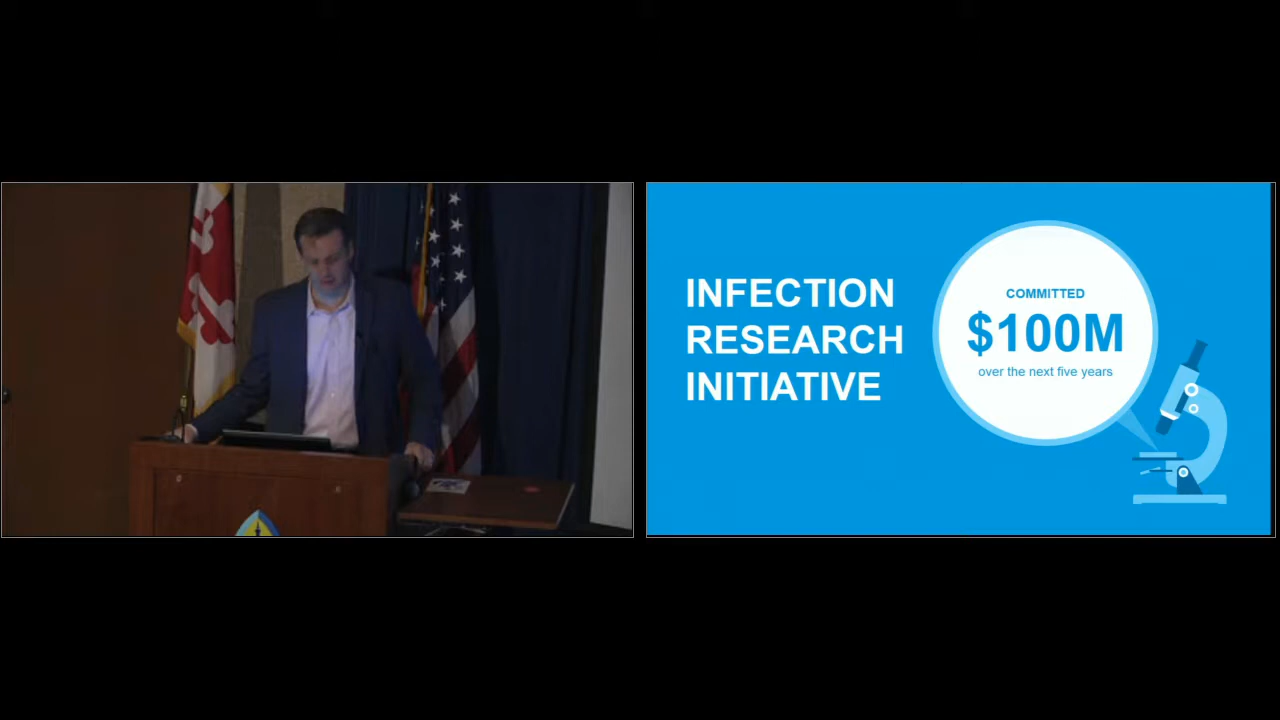 INFECTION
RESEARCH
INITIATIVE
COMMITTED
$100M
over the next five years